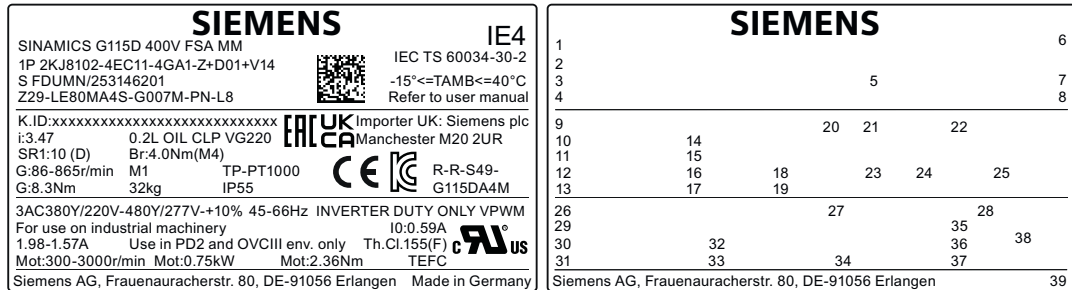 SIEMENS
IE4
SINAMICS G115D 400V FSA MM
IEC TS 60034-30-2
1P 2KJ8102-4EC11-4GA1-Z+D01+V14
S FDUMN/253146201
-15°<=TAMB<=40°C
Z29-LE80MA4S-G007M-PN-L8
Refer to user manual
K.ID:xxxxxxxxxxxxxxxxxxxxxxxxxxxx
EAC
UK CA
Importer UK: Siemens plc
i:3.47 0.2L OIL CLP VG220
Manchester M20 2UR
SR1:10 (D) Br:4.0Nm(M4)
G:86-865r/min M1 TP-PT1000
CE
R-R-S49-
G:8.3Nm 32kg IP55
G115DA4M
3AC380Y/220V-480Y/277V-+10% 45-66Hz INVERTER DUTY ONLY VPWM
For use on industrial machinery I0:0.59A
1.98-1.57A Use in PD2 and OVCIII env. only Th.Cl.155(F)
c RU ® US
Mot:300-3000r/min Mot:0.75kW Mot:2.36Nm TEFC
Siemens AG, Frauenauracherstr. 80, DE-91056 Erlangen Made in Germany
SIEMENS
1 6
2
3 5 7
4 8
9 20 21 22
10 14
11 15
12 16 18 23 24 25
13 17 19
26 27 28
29 35
30 32 36 38
31 33 34 37
Siemens AG, Frauenauracherstr. 80, DE-91056 Erlangen 39